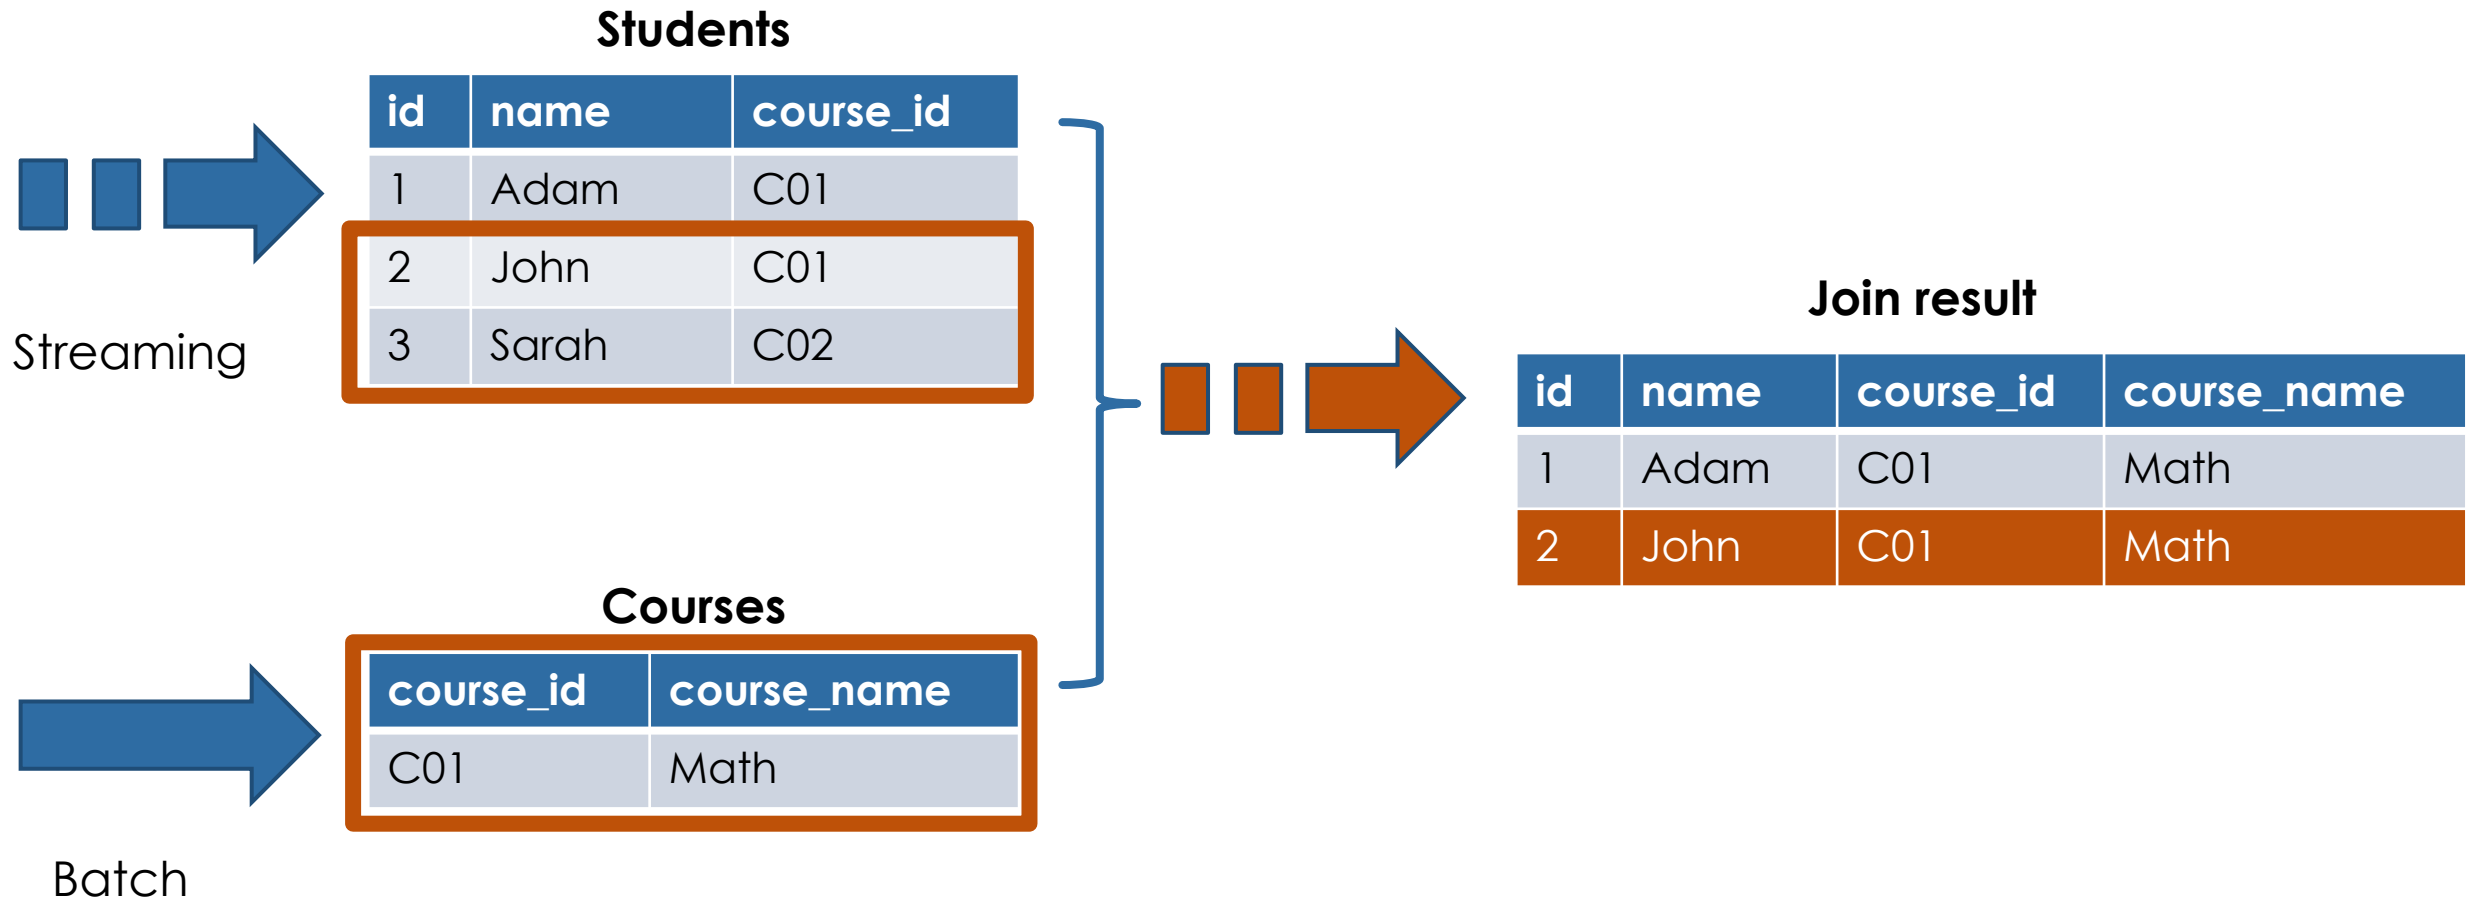 Students
id name course_id
1 Adam C01
2 John C01
3 Sarah C02
Streaming
Courses
course_id course_name
C01 Math
Batch
Join result
id name course_id course_name
1 Adam C01 Math
2 John C01 Math